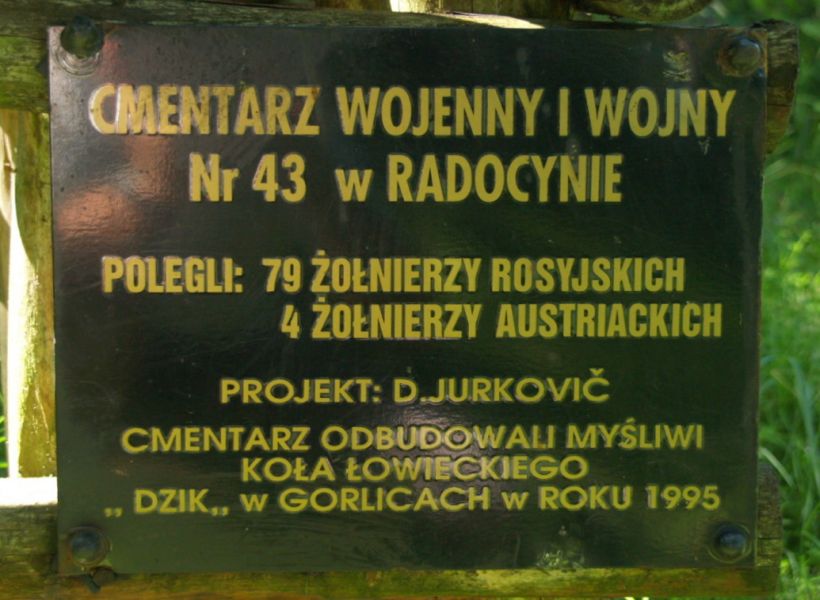 CMENTARZ WOJENNY I WOJNY
Nr 43 w RADOCYNIE
POLEGLI: 79 ŻOŁNIERZY ROSYJSKICH
4 ŻOŁNIERZY AUSTRIACKICH
PROJEKT: D.JURKOVIČ
CMENTARZ ODBUDOWALI MYŚLIWI
KOŁA ŁOWIECKIEGO
,, DZIK,, w GORLICACH w ROKU 1995